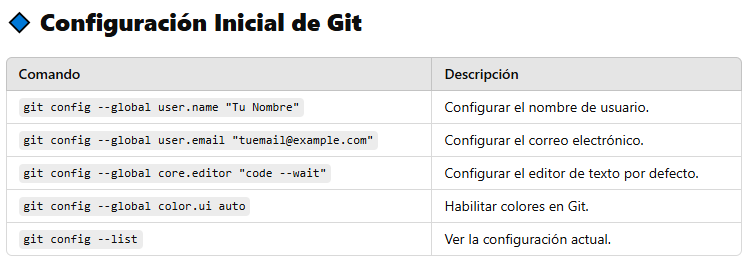 Configuración Inicial de Git
Comando Descripción
git config --global user.name "Tu Nombre" Configurar el nombre de usuario.
git config --global user.email "tuemail@example.com" Configurar el correo electrónico.
git config --global core.editor "code --wait" Configurar el editor de texto por defecto.
git config --global color.ui auto Habilitar colores en Git.
git config --list Ver la configuración actual.